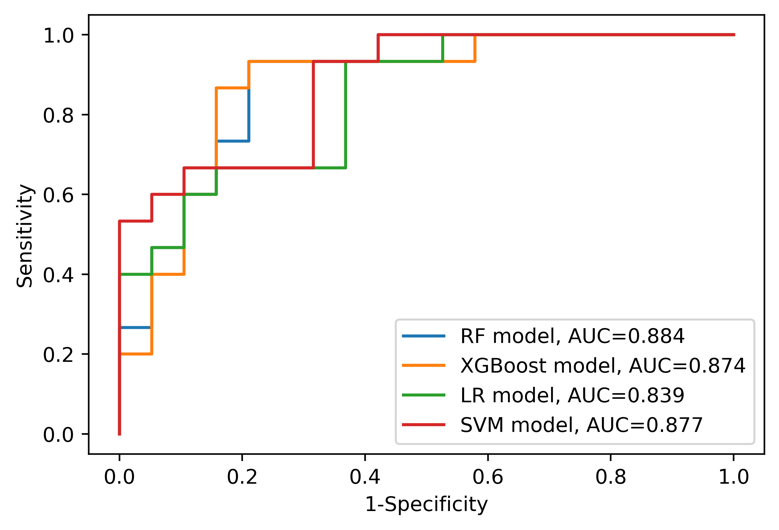 1.0
0.8
0.6
0.4
0.2
0.0
Sensitivity
RF model, AUC=0.884
XGBoost model, AUC=0.874
LR model, AUC=0.839
SVM model, AUC=0.877
0.0 0.2 0.4 0.6 0.8 1.0
1-Specificity